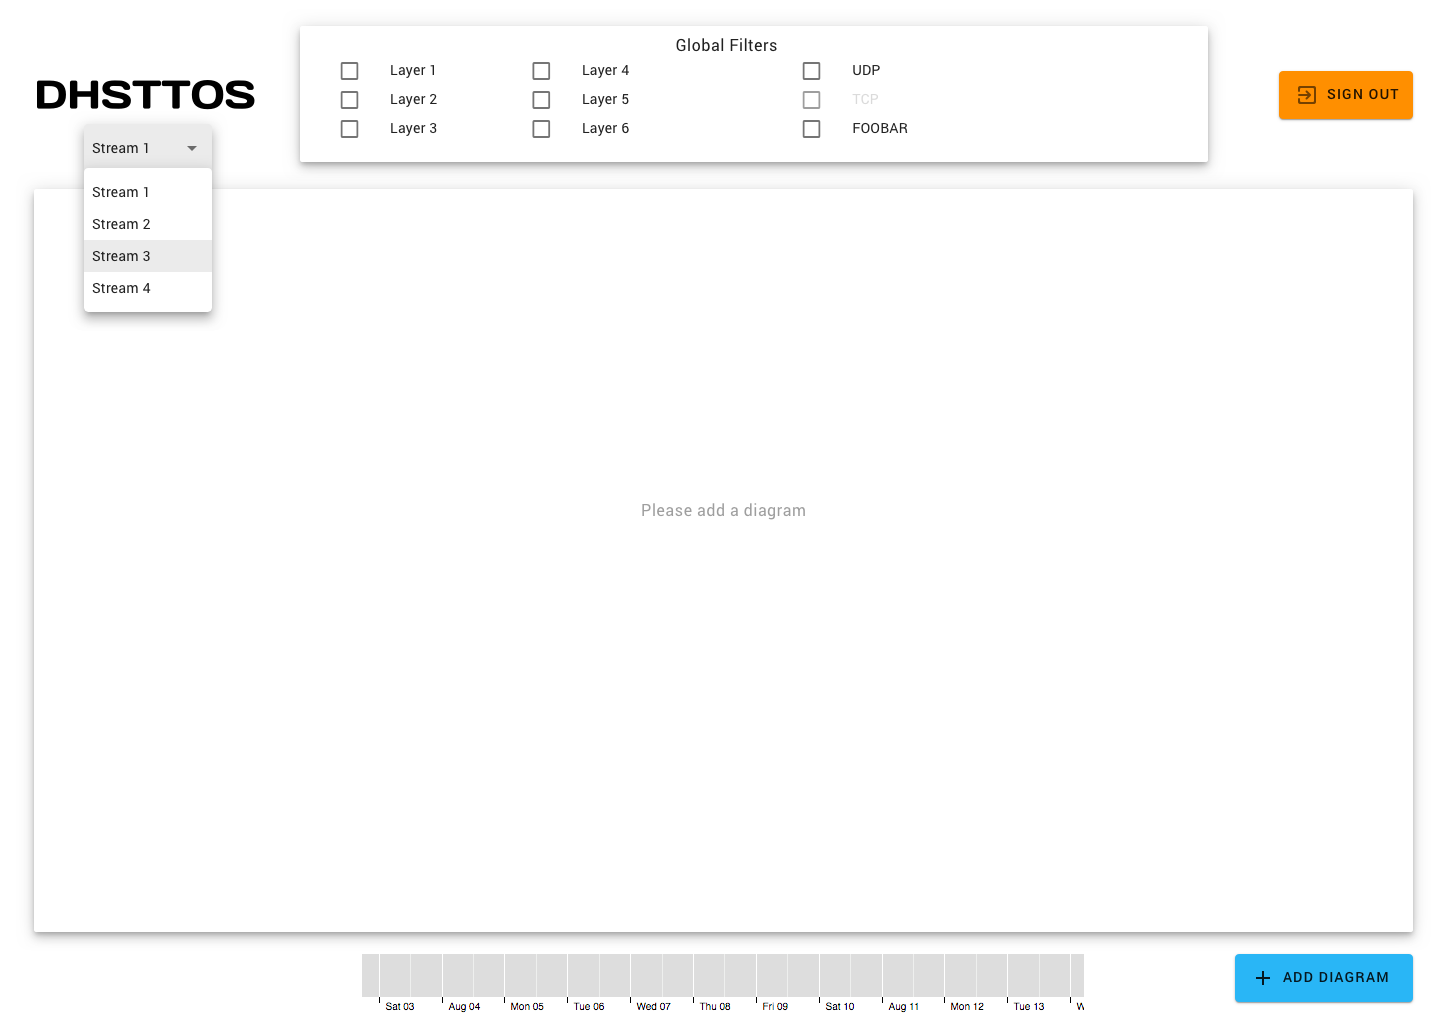 DHSTTOS
Global Filters
Layer 1 Layer 4 UDP
Layer 2 Layer 5 TCP
Layer 3 Layer 6 FOOBAR
SIGN OUT
Stream 1
Stream 1
Stream 2
Stream 3
Stream 4
Please add a diagram
Sat 03 Aug 04 Mon 05 Tue 06 Wed 07 Thu 08 Fri 09 Sat 10 Aug 11 Mon 12 Tue 13
ADD DIAGRAM